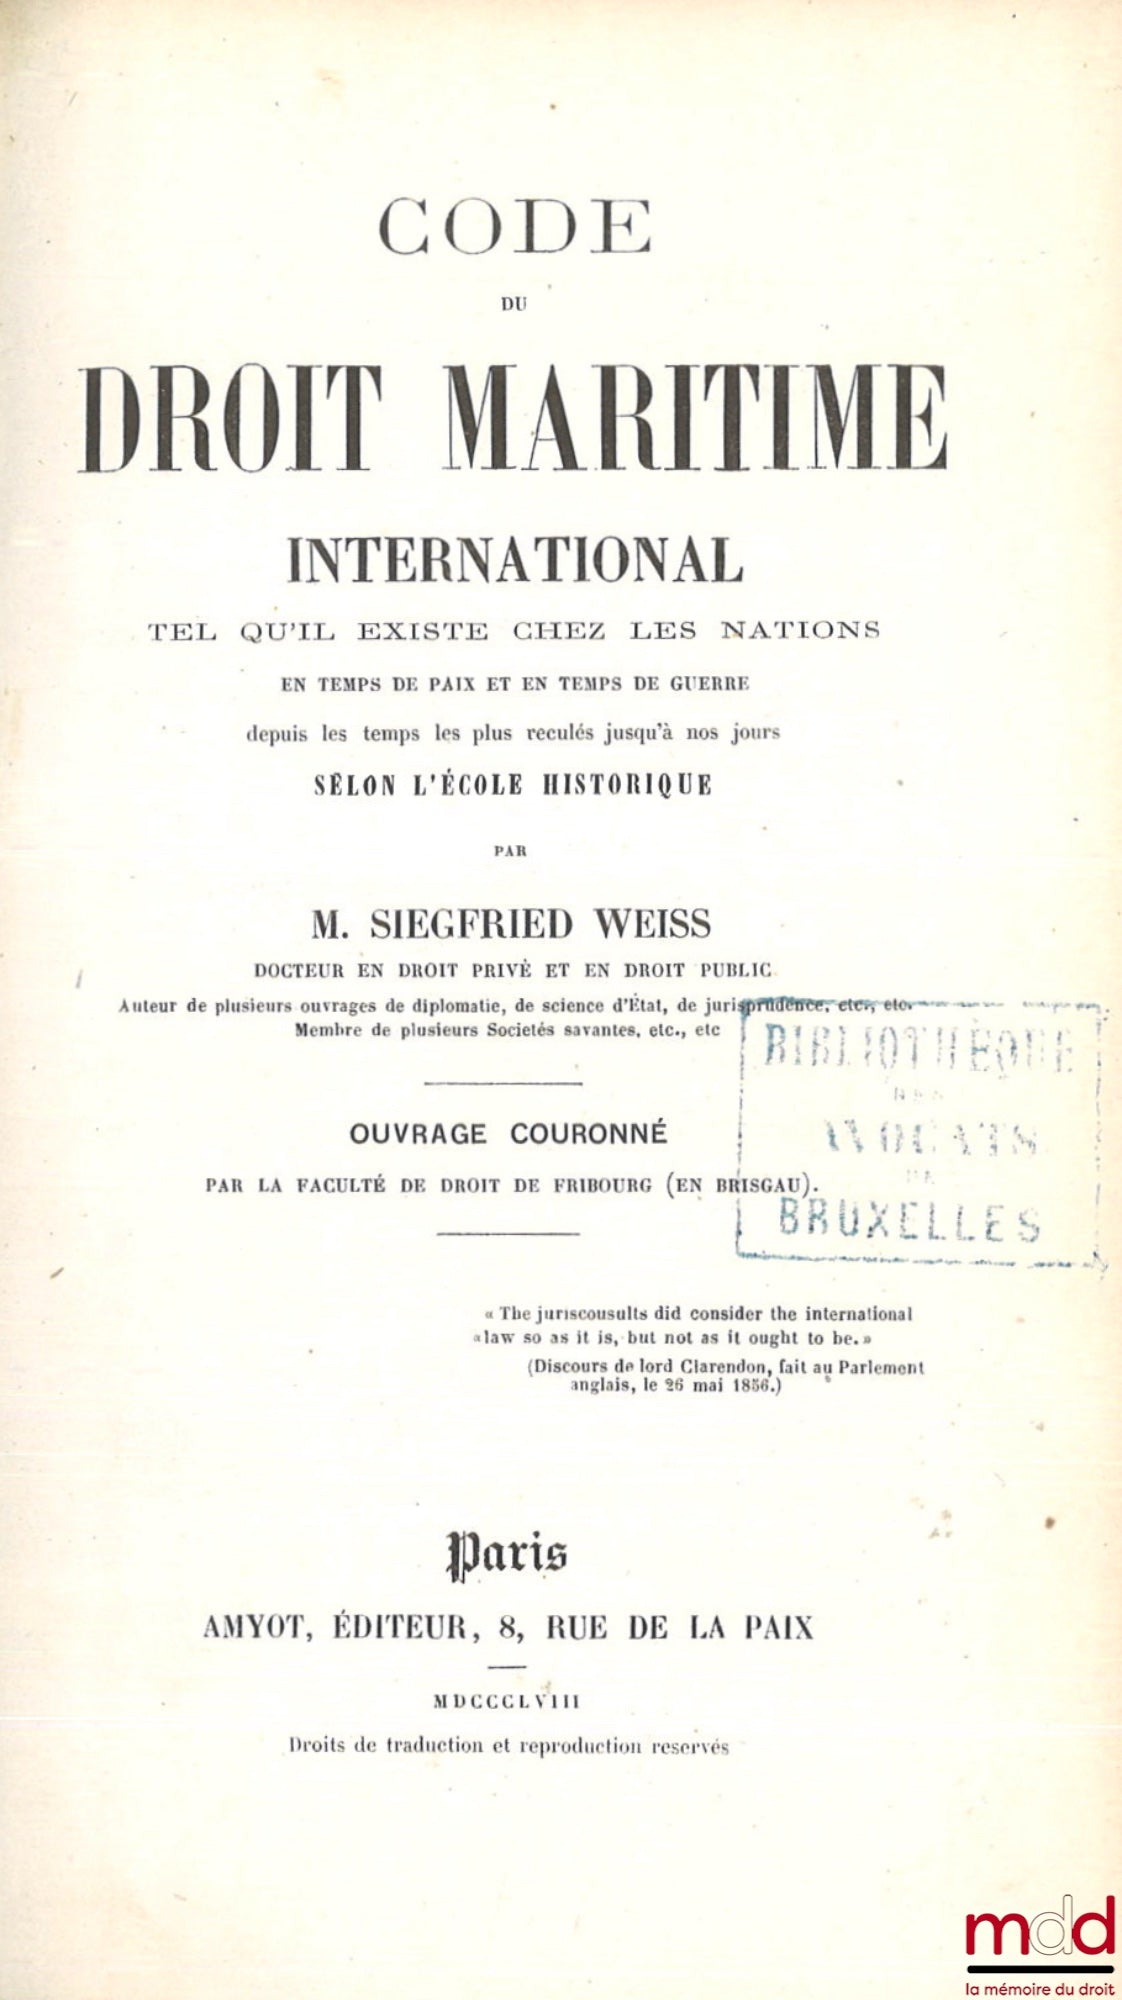 CODE
DU
DROIT MARITIME
INTERNATIONAL
TEL QU'IL EXISTE CHEZ LES NATIONS
EN TEMPS DE PAIX ET EN TEMPS DE GUERRE
depuis les temps les plus reculés jusqu'à nos jours
SÉLON L'ÉCOLE HISTORIQUE
PAR
M. SIEGFRIED WEISS
DOCTEUR EN DROIT PRIVÈ ET EN DROIT PUBLIC
Auteur de plusieurs ouvrages de diplomatie, de science d'État, de jurisprudence, etc., etc.
Membre de plusieurs Societés savantes, etc., etc
BIBLIOTHÈQUE
DES
AVOCATS
DE
BRUXELLES
OUVRAGE COURONNÉ
PAR LA FACULTÉ DE DROIT DE FRIBOURG (EN BRISGAU).
« The juriscousults did consider the international
«law so as it is, but not as it ought to be.»
(Discours de lord Clarendon, fait au Parlement
anglais, le 26 mai 1856.)
Paris
AMYOT, ÉDITEUR, 8, RUE DE LA PAIX
MDCCCLVIII
Droits de traduction et reproduction reservés
mdd
la mémoire du droit